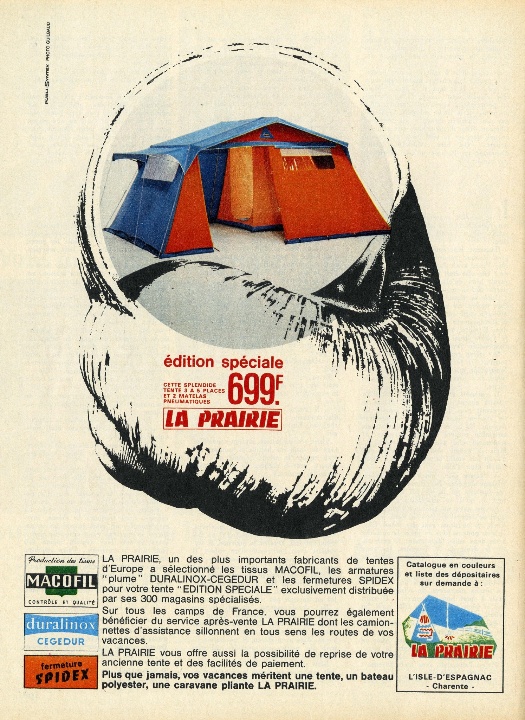 PUBLI SYNTHEX PHOTO GUILBAUD
édition spéciale
CETTE SPLENDIDE
TENTE 3 A 5 PLACES
ET 2 MATELAS
PNEUMATIQUES
699F
LA PRAIRIE
Production des tissus
MACOFIL
CONTRÔLE ET QUALITÉ
duralinox
CEGEDUR
fermeture
SPIDEX
LA PRAIRIE, un des plus importants fabricants de tentes
d'Europe a sélectionné les tissus MACOFIL, les armatures
"plume" DURALINOX-CEGEDUR et les fermetures SPIDEX
pour votre tente "EDITION SPECIALE" exclusivement distribuée
par ses 300 magasins spécialisés.
Sur tous les camps de France, vous pourrez également
bénéficier du service après-vente LA PRAIRIE dont les camion-
nettes d'assistance sillonnent en tous sens les routes de vos
vacances.
LA PRAIRIE vous offre aussi la possibilité de reprise de votre
ancienne tente et des facilités de paiement.
Plus que jamais, vos vacances méritent une tente, un bateau
polyester, une caravane pliante LA PRAIRIE.
Catalogue en couleurs
et liste des dépositaires
sur demande à :
LA PRAIRIE
L'ISLE-D'ESPAGNAC
- Charente -